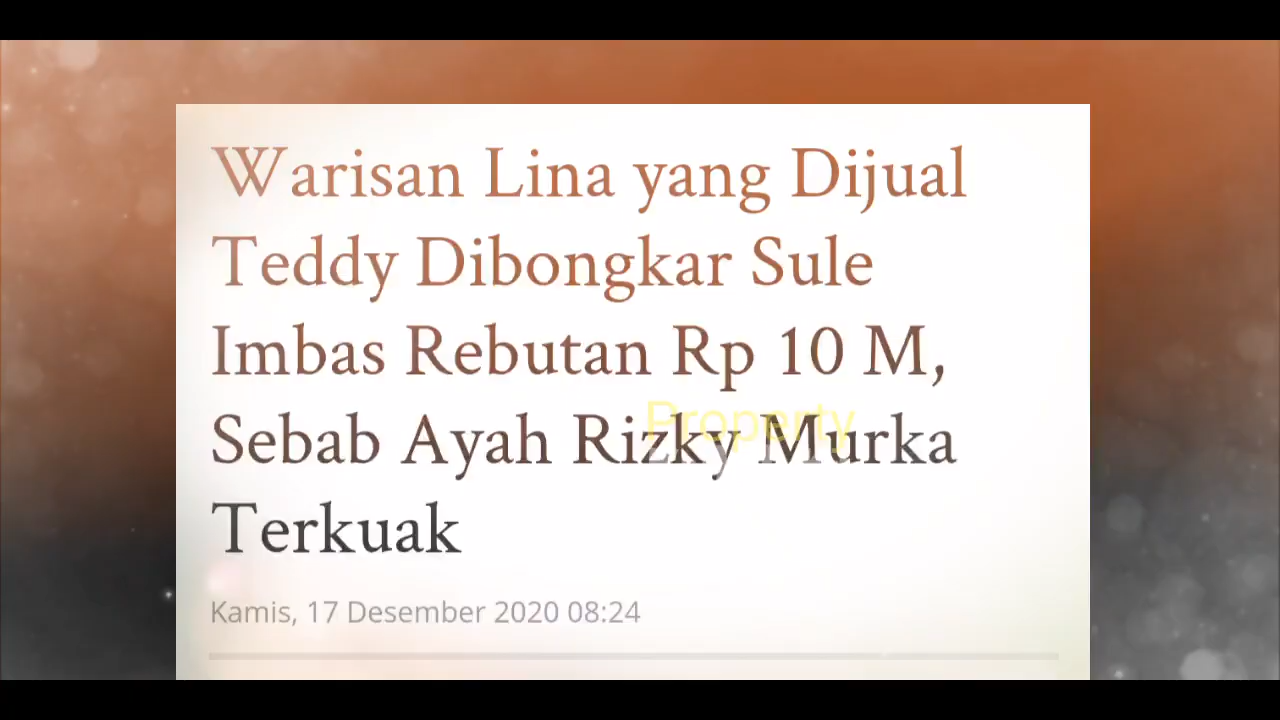 Warisan Lina yang Dijual
Teddy Dibongkar Sule
Imbas Rebutan Rp 10 M,
Property
Sebab Ayah Rizky Murka
Terkuak
Kamis, 17 Desember 2020 08:24